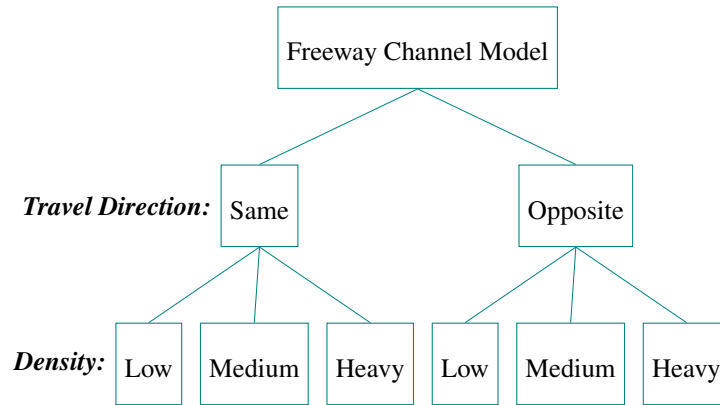 Freeway Channel Model
Travel Direction: Same Opposite
Density: Low Medium Heavy Low Medium Heavy